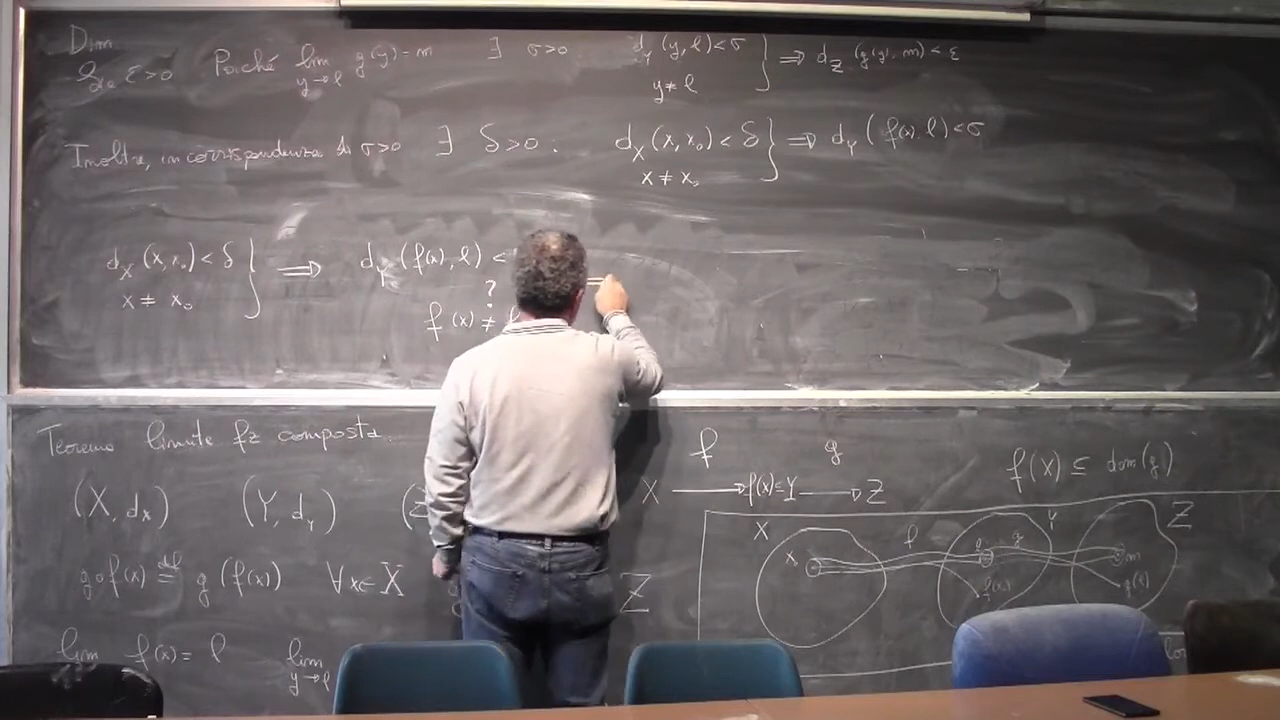 Dim
Sia ε>0 Poiché lim g(y) = m ∃ σ>0 d_Y (y, l) < σ } ⟹ d_Z (g(y), m) < ε
y→l y ≠ l
Inoltre, in corrispondenza di σ>0 ∃ δ>0 : d_X (x, x₀) < δ } ⟹ d_Y (f(x), l) < σ
x ≠ x₀
d_X (x, x₀) < δ } ⟹ d_Y (f(x), l) <
?
x ≠ x₀ f(x) ≠
Teorema limite fz composta
f g f(X) ⊆ dom(g)
(X, d_X) (Y, d_Y) (Z X ⟶ f(X) ⊆ Y ⟶ Z
X Y Z
g∘f(x) =^{df} g(f(x)) ∀x∈X Z
f g
l m
g(l)
lim f(x) = l lim
y→l